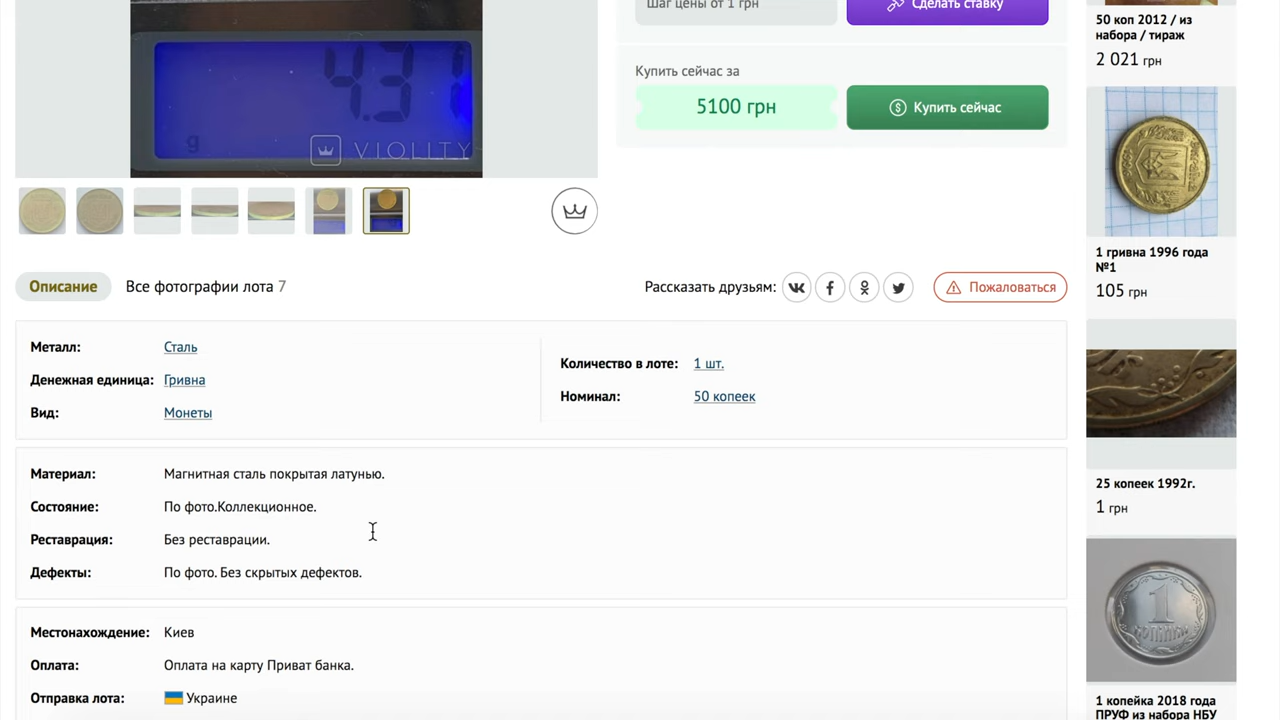 Шаг цены от 1 грн
Сделать ставку
Купить сейчас за
5100 грн
Купить сейчас
4.37
g
VIOLITY
Описание
Все фотографии лота 7
Рассказать друзьям:
Пожаловаться
Металл: Сталь
Денежная единица: Гривна
Вид: Монеты
Количество в лоте: 1 шт.
Номинал: 50 копеек
Материал: Магнитная сталь покрытая латунью.
Состояние: По фото.Коллекционное.
Реставрация: Без реставрации.
Дефекты: По фото. Без скрытых дефектов.
Местонахождение: Киев
Оплата: Оплата на карту Приват банка.
Отправка лота: Украине
50 коп 2012 / из
набора / тираж
2 021 грн
1 гривна 1996 года
№1
105 грн
25 копеек 1992г.
1 грн
1
КОПІЙКА
1 копейка 2018 года
ПРУФ из набора НБУ